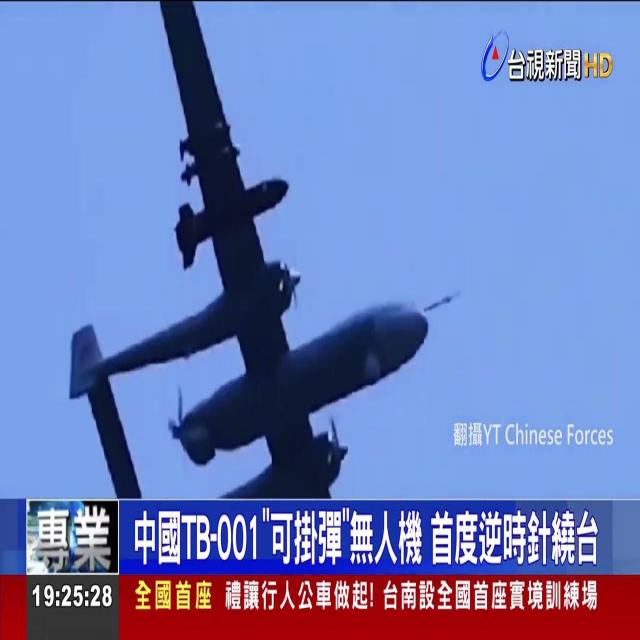 台視新聞HD
翻攝YT Chinese Forces
專業
中國TB-001"可掛彈"無人機 首度逆時針繞台
19:25:28 全國首座 禮讓行人公車做起! 台南設全國首座實境訓練場